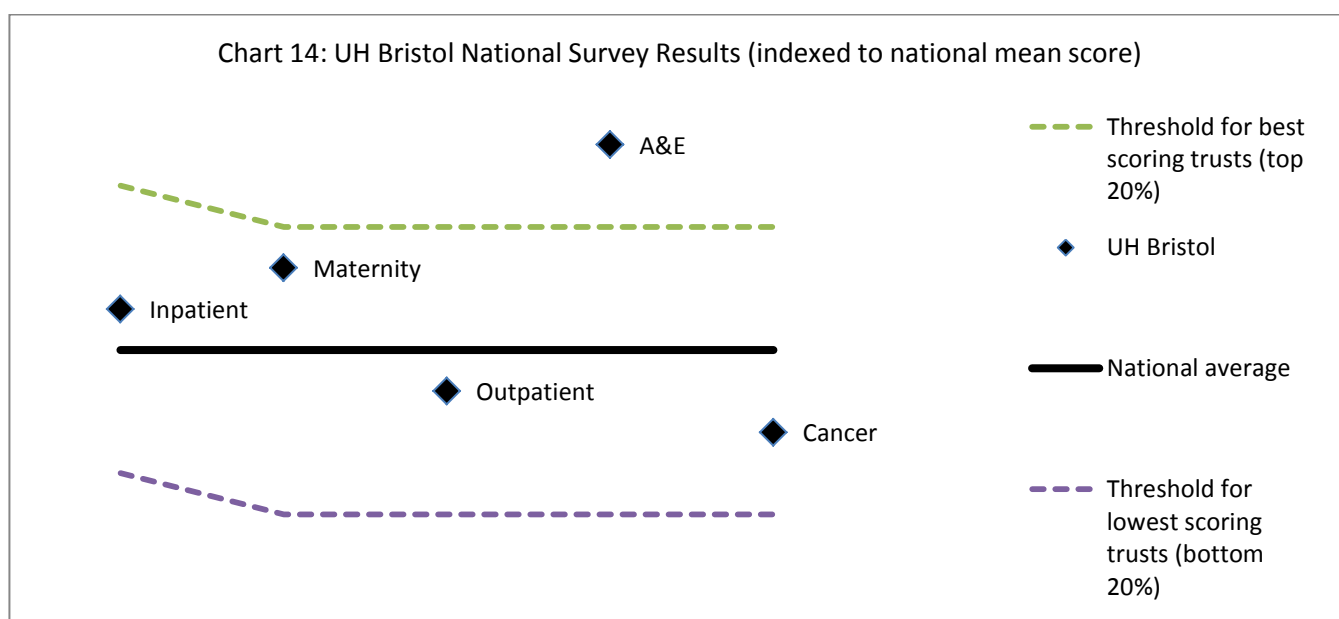 Chart 14: UH Bristol National Survey Results (indexed to national mean score)
A&E
Maternity
Inpatient
Outpatient
Cancer
Threshold for best
scoring trusts (top
20%)
UH Bristol
National average
Threshold for
lowest scoring
trusts (bottom
20%)